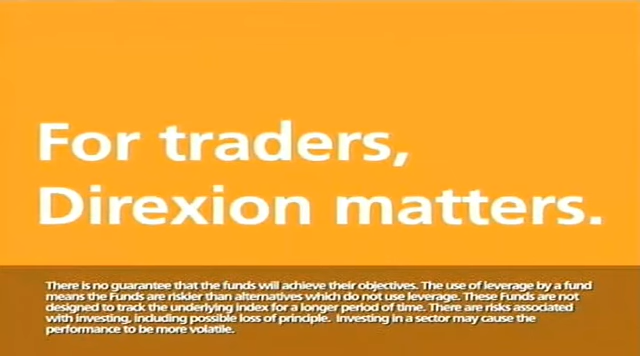 For traders,
Direxion matters.
There is no guarantee that the funds will achieve their objectives. The use of leverage by a fund
means the Funds are riskier than alternatives which do not use leverage. These Funds are not
designed to track the underlying index for a longer period of time. There are risks associated
with investing, including possible loss of principle. Investing in a sector may cause the
performance to be more volatile.